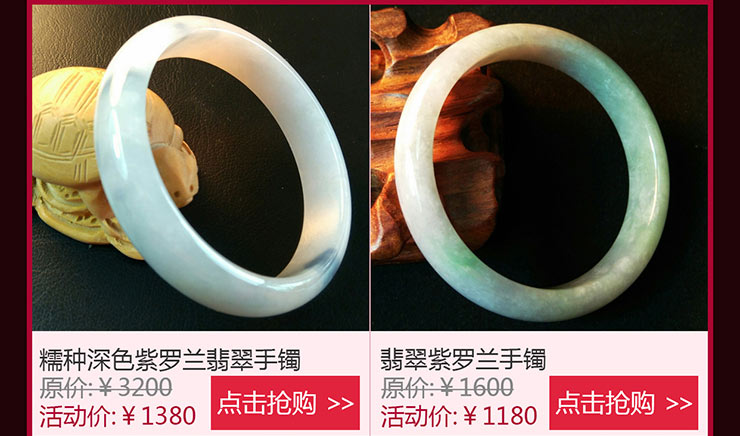 糯种深色紫罗兰翡翠手镯
原价:￥3200
活动价:￥1380
点击抢购 >>
翡翠紫罗兰手镯
原价:￥1600
活动价:￥1180
点击抢购 >>